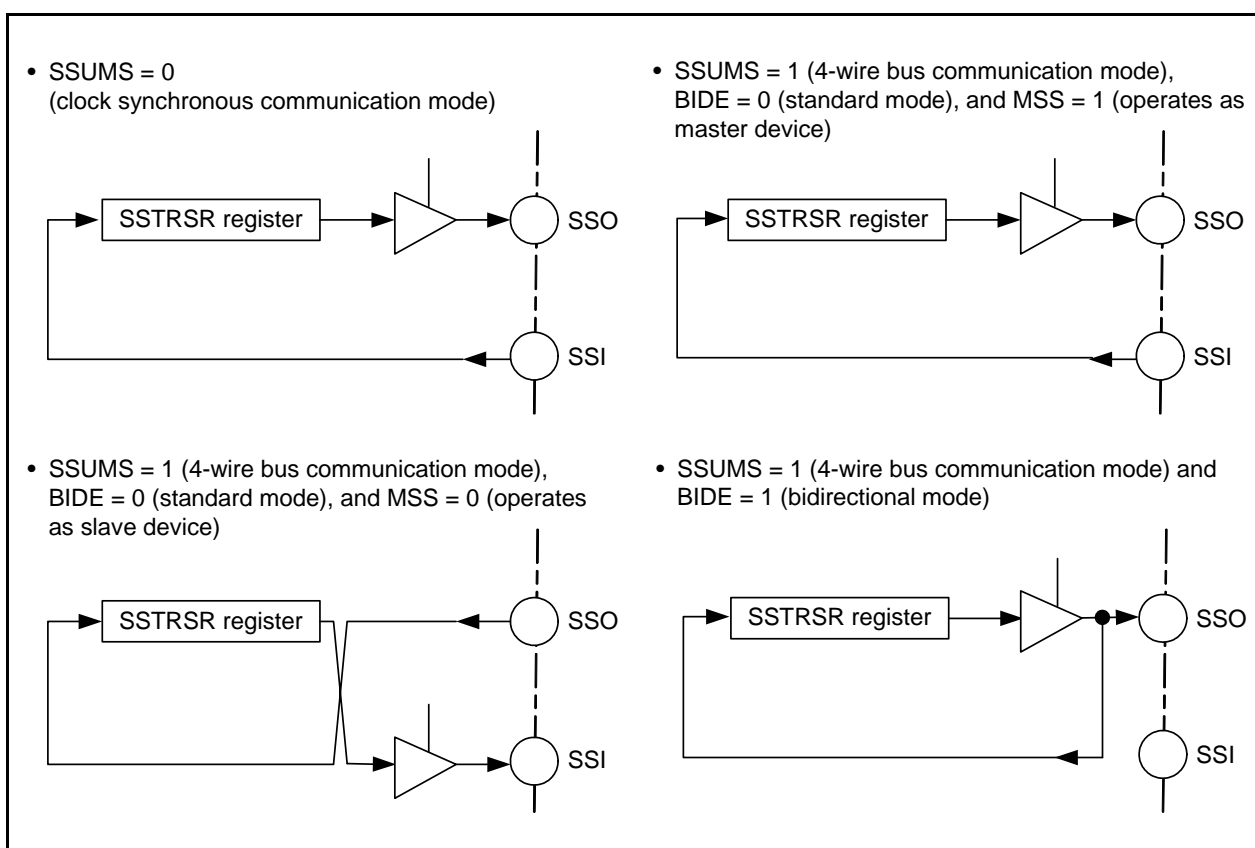 • SSUMS = 0
(clock synchronous communication mode)
SSTRSR register
SSO
SSI
• SSUMS = 1 (4-wire bus communication mode),
BIDE = 0 (standard mode), and MSS = 1 (operates as
master device)
SSTRSR register
SSO
SSI
• SSUMS = 1 (4-wire bus communication mode),
BIDE = 0 (standard mode), and MSS = 0 (operates
as slave device)
SSTRSR register
SSO
SSI
• SSUMS = 1 (4-wire bus communication mode) and
BIDE = 1 (bidirectional mode)
SSTRSR register
SSO
SSI